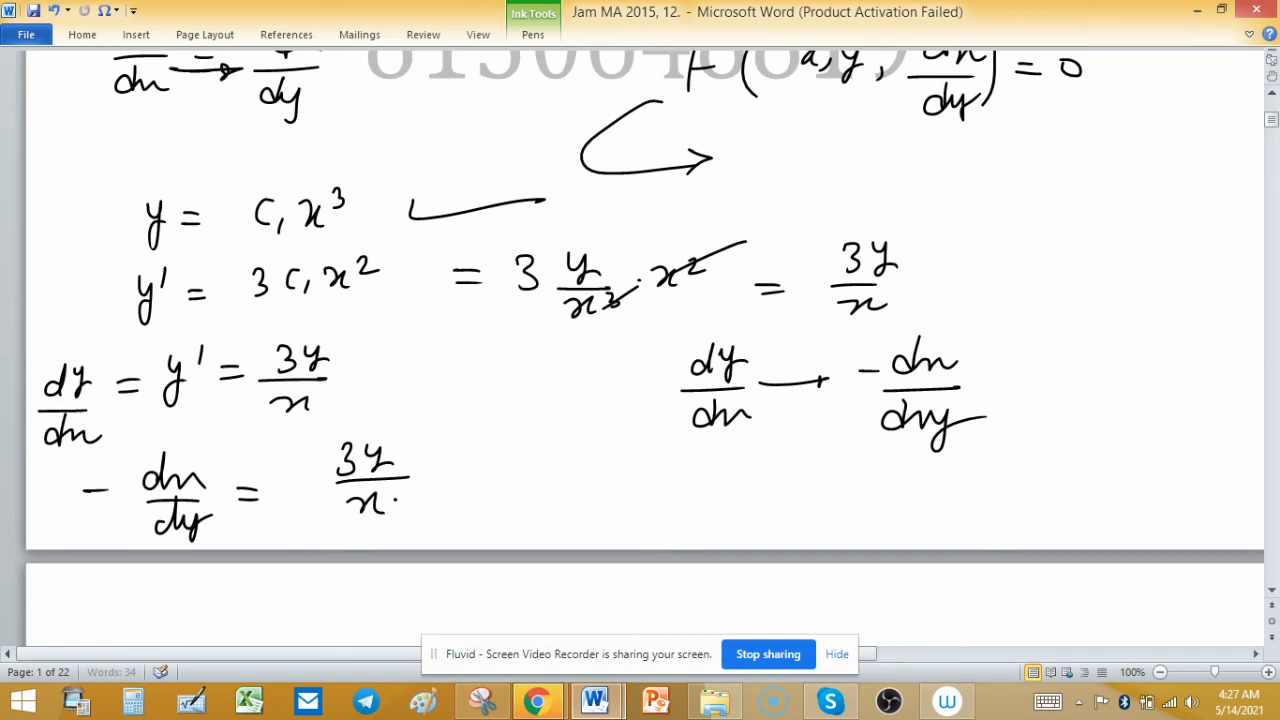 W
Ink Tools
Jam MA 2015, 12. - Microsoft Word (Product Activation Failed)
File Home Insert Page Layout References Mailings Review View Pens
dx → dy
F ( x, y, dx/dy ) = 0
y = c₁x³
y' = 3c₁x² = 3 y/x³ · x² = 3y/x
dy/dx = y' = 3y/x
dy/dx → -dx/dy
- dx/dy = 3y/x.
Fluvid - Screen Video Recorder is sharing your screen. Stop sharing Hide
Page: 1 of 22 Words: 34 100%
4:27 AM
5/14/2021